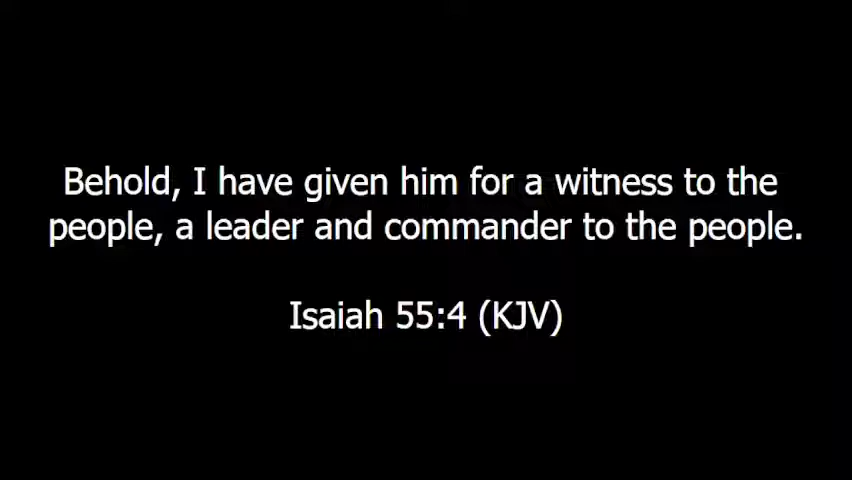 Behold, I have given him for a witness to the
people, a leader and commander to the people.
Isaiah 55:4 (KJV)